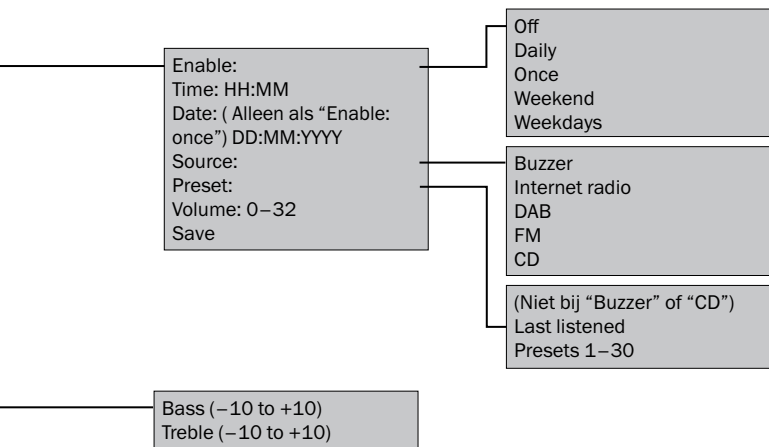 Enable:
Time: HH:MM
Date: ( Alleen als “Enable:
once”) DD:MM:YYYY
Source:
Preset:
Volume: 0–32
Save
Off
Daily
Once
Weekend
Weekdays
Buzzer
Internet radio
DAB
FM
CD
(Niet bij “Buzzer” of “CD”)
Last listened
Presets 1–30
Bass (–10 to +10)
Treble (–10 to +10)